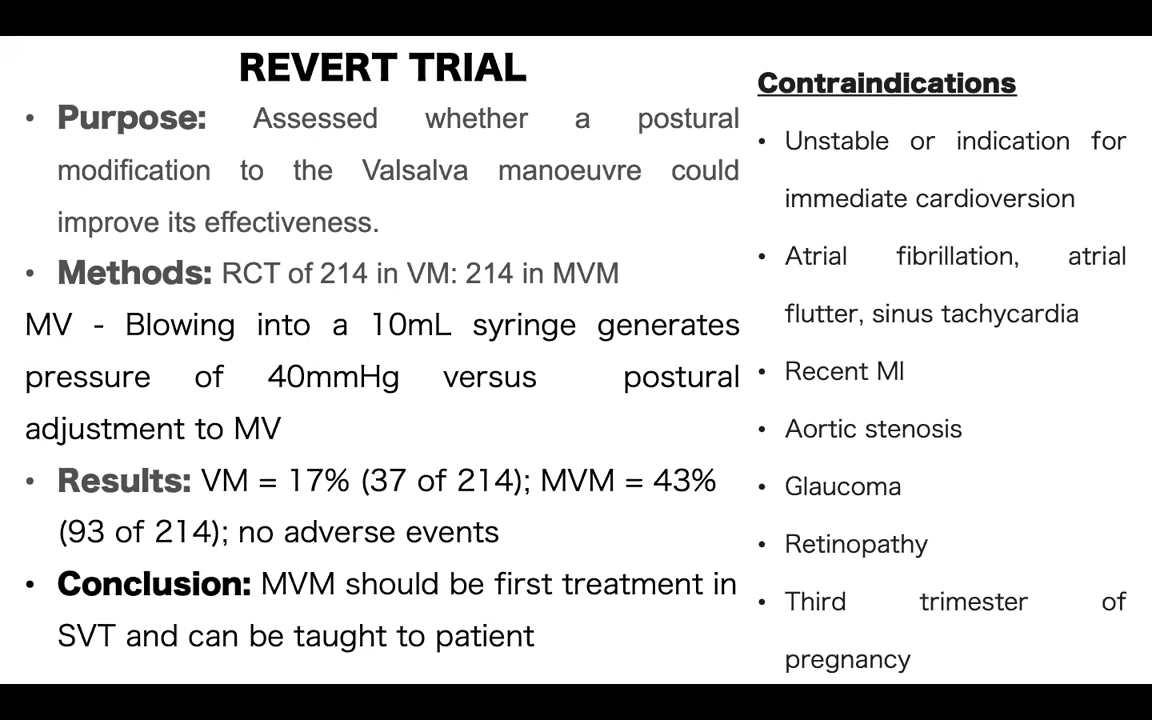 REVERT TRIAL
• Purpose: Assessed whether a postural
modification to the Valsalva manoeuvre could
improve its effectiveness.
• Methods: RCT of 214 in VM: 214 in MVM
MV - Blowing into a 10mL syringe generates
pressure of 40mmHg versus postural
adjustment to MV
• Results: VM = 17% (37 of 214); MVM = 43%
(93 of 214); no adverse events
• Conclusion: MVM should be first treatment in
SVT and can be taught to patient
Contraindications
• Unstable or indication for
immediate cardioversion
• Atrial fibrillation, atrial
flutter, sinus tachycardia
• Recent MI
• Aortic stenosis
• Glaucoma
• Retinopathy
• Third trimester of
pregnancy